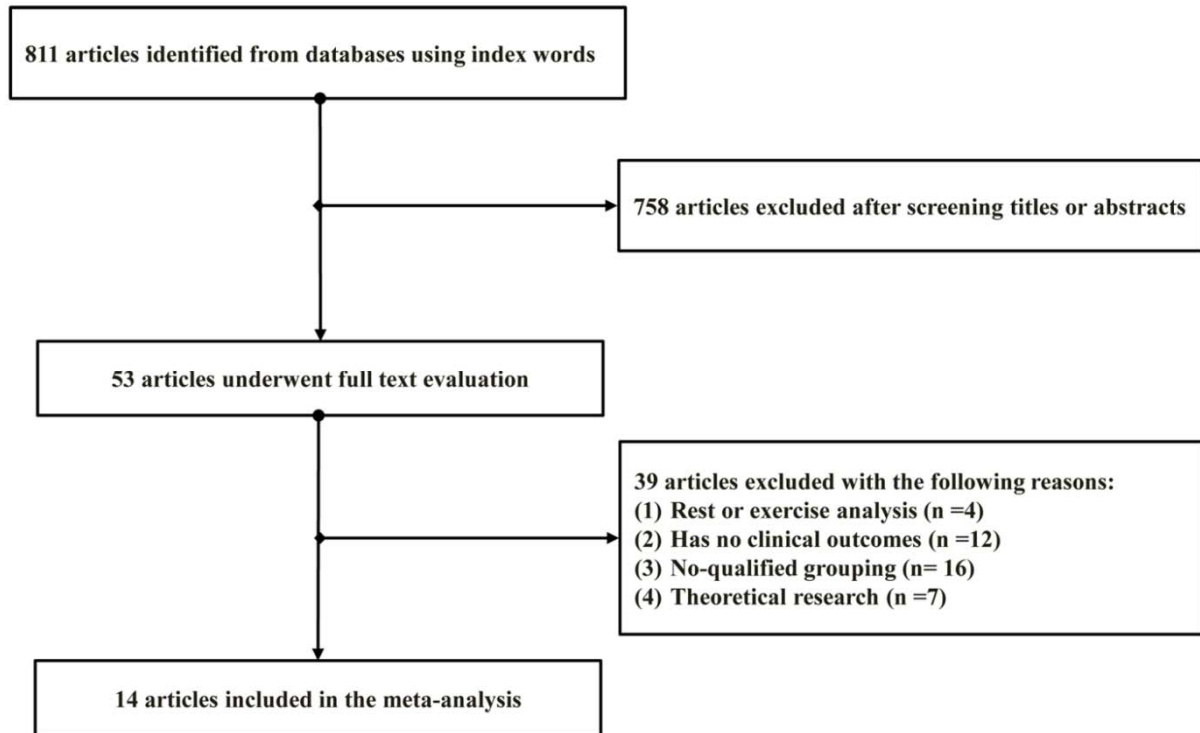 811 articles identified from databases using index words
758 articles excluded after screening titles or abstracts
53 articles underwent full text evaluation
39 articles excluded with the following reasons:
(1) Rest or exercise analysis (n =4)
(2) Has no clinical outcomes (n =12)
(3) No-qualified grouping (n= 16)
(4) Theoretical research (n =7)
14 articles included in the meta-analysis